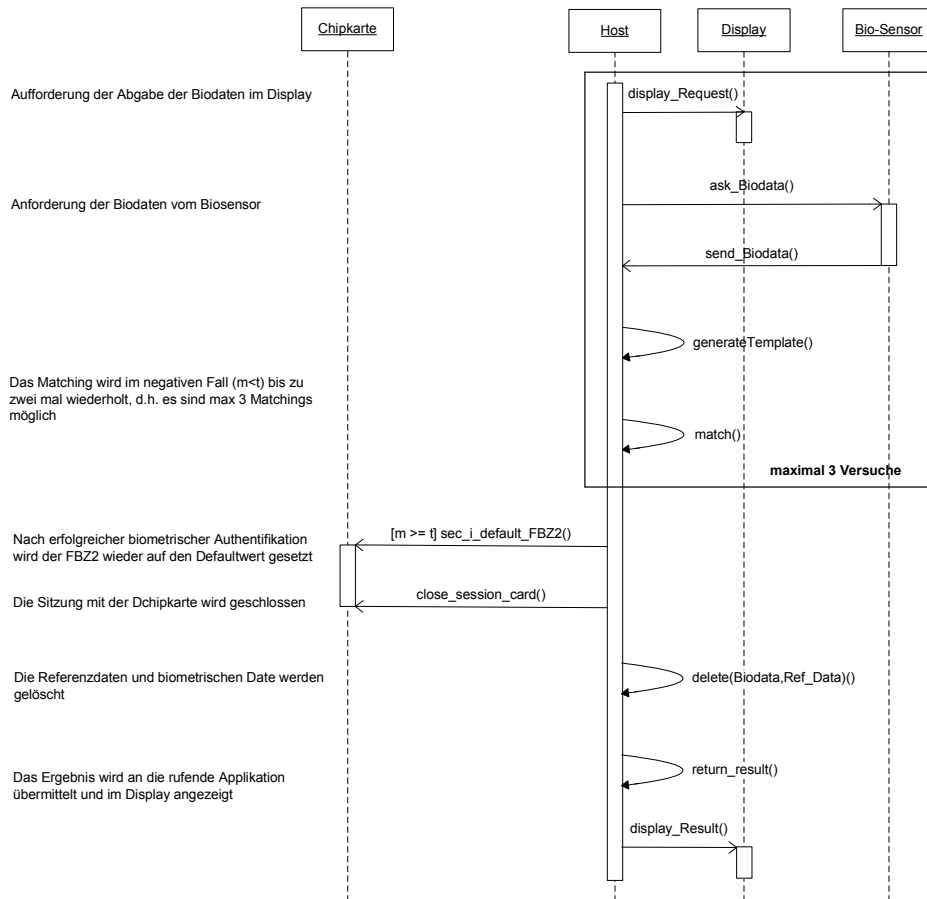 Chipkarte
Host
Display
Bio-Sensor
Aufforderung der Abgabe der Biodaten im Display
display_Request()
ask_Biodata()
Anforderung der Biodaten vom Biosensor
send_Biodata()
generateTemplate()
Das Matching wird im negativen Fall (m<t) bis zu
zwei mal wiederholt, d.h. es sind max 3 Matchings
möglich
match()
maximal 3 Versuche
Nach erfolgreicher biometrischer Authentifikation
wird der FBZ2 wieder auf den Defaultwert gesetzt
[m >= t] sec_i_default_FBZ2()
close_session_card()
Die Sitzung mit der Dchipkarte wird geschlossen
Die Referenzdaten und biometrischen Date werden
gelöscht
delete(Biodata,Ref_Data)()
Das Ergebnis wird an die rufende Applikation
übermittelt und im Display angezeigt
return_result()
display_Result()